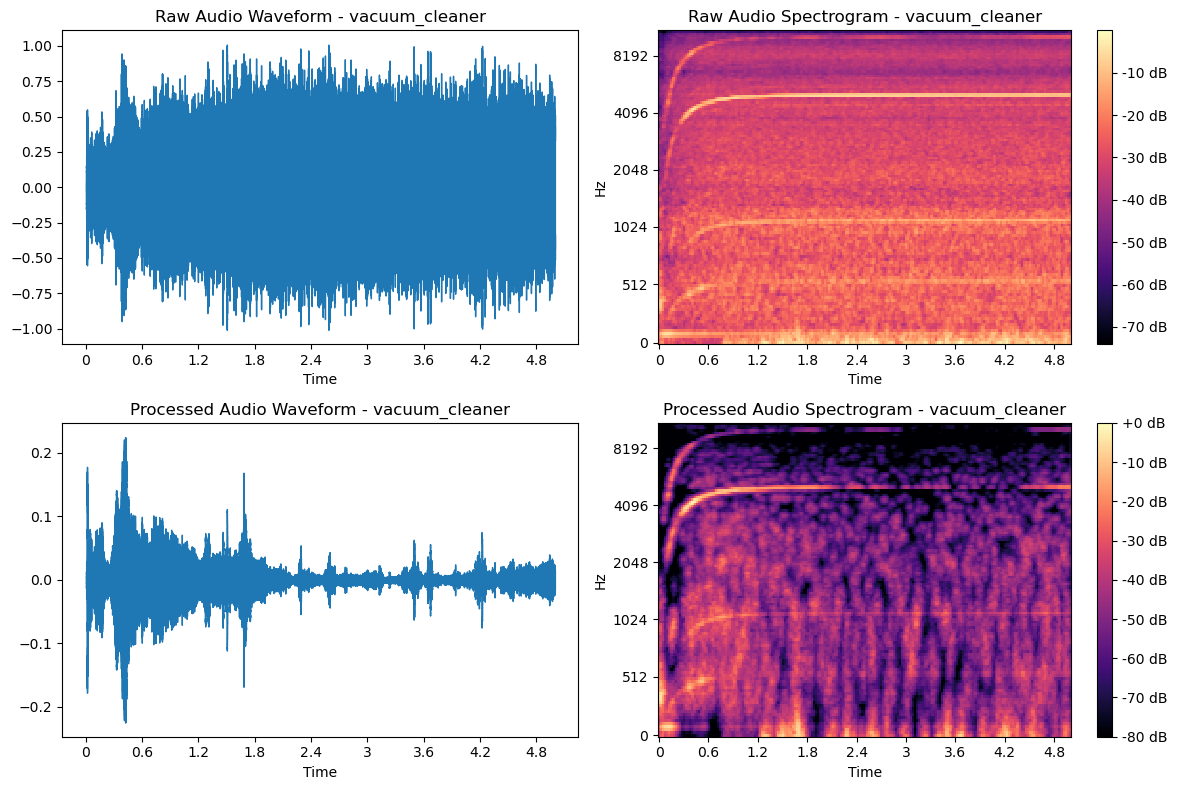 Raw Audio Waveform - vacuum_cleaner
1.00
0.75
0.50
0.25
0.00
−0.25
−0.50
−0.75
−1.00
0 0.6 1.2 1.8 2.4 3 3.6 4.2 4.8
Time
Raw Audio Spectrogram - vacuum_cleaner
Hz
8192
4096
2048
1024
512
0
0 0.6 1.2 1.8 2.4 3 3.6 4.2 4.8
Time
-10 dB
-20 dB
-30 dB
-40 dB
-50 dB
-60 dB
-70 dB
Processed Audio Waveform - vacuum_cleaner
0.2
0.1
0.0
−0.1
−0.2
0 0.6 1.2 1.8 2.4 3 3.6 4.2 4.8
Time
Processed Audio Spectrogram - vacuum_cleaner
Hz
8192
4096
2048
1024
512
0
0 0.6 1.2 1.8 2.4 3 3.6 4.2 4.8
Time
+0 dB
-10 dB
-20 dB
-30 dB
-40 dB
-50 dB
-60 dB
-70 dB
-80 dB